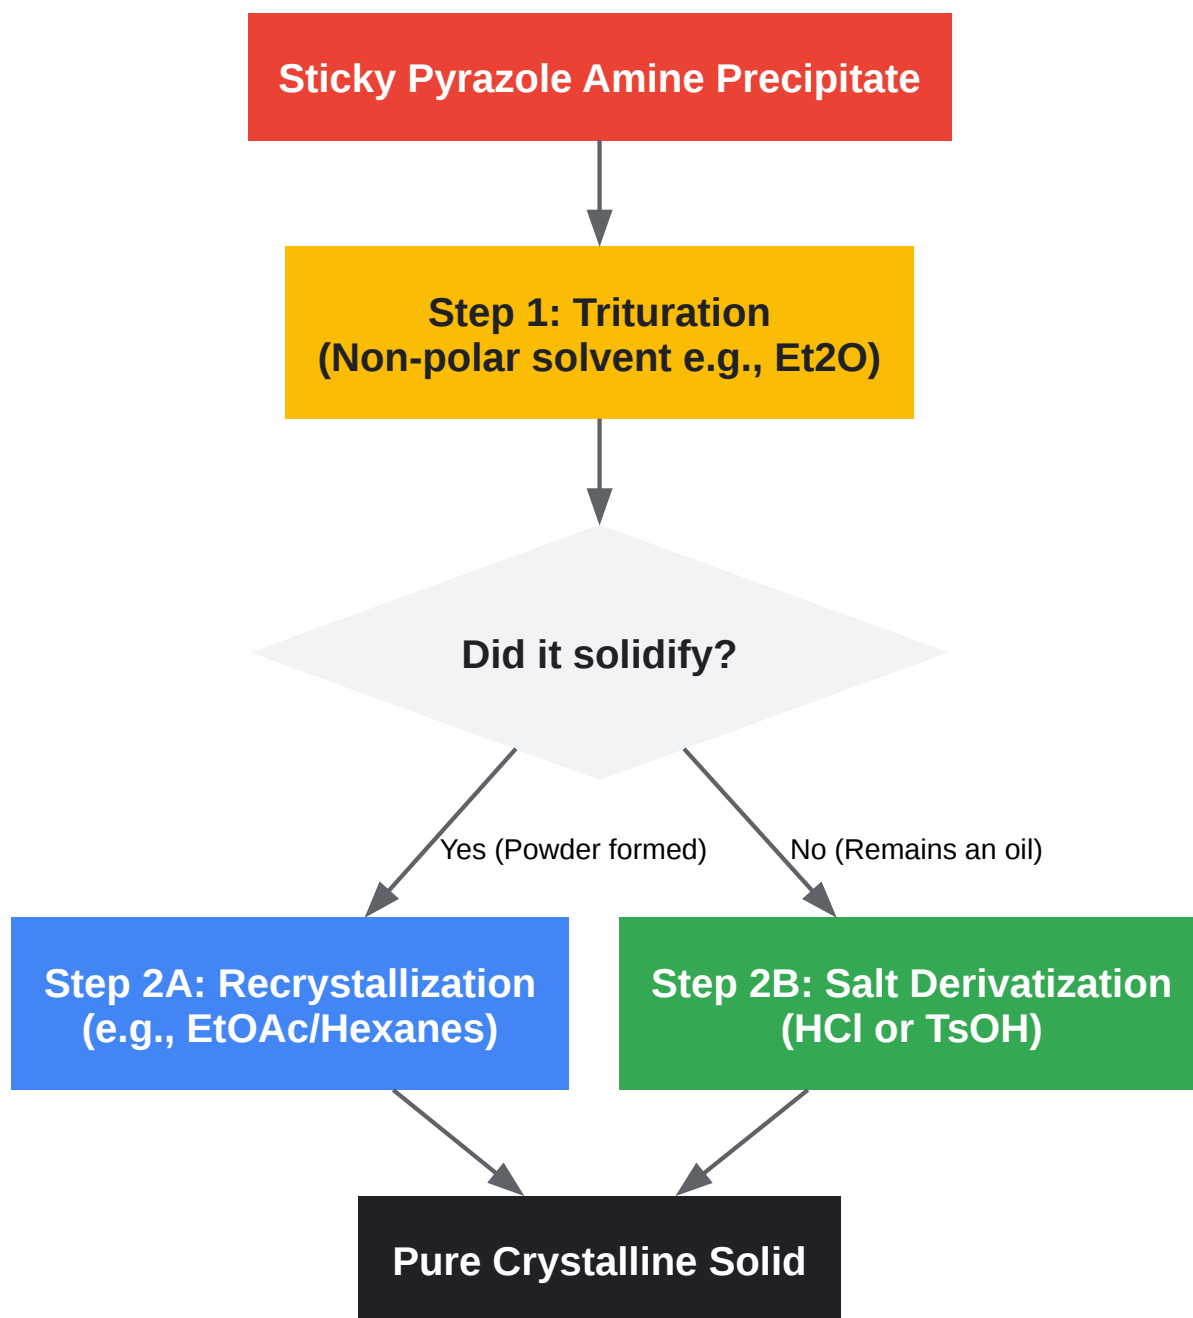 Sticky Pyrazole Amine Precipitate
Step 1: Trituration
(Non-polar solvent e.g., Et2O)
Did it solidify?
Yes (Powder formed)
No (Remains an oil)
Step 2A: Recrystallization
(e.g., EtOAc/Hexanes)
Step 2B: Salt Derivatization
(HCl or TsOH)
Pure Crystalline Solid